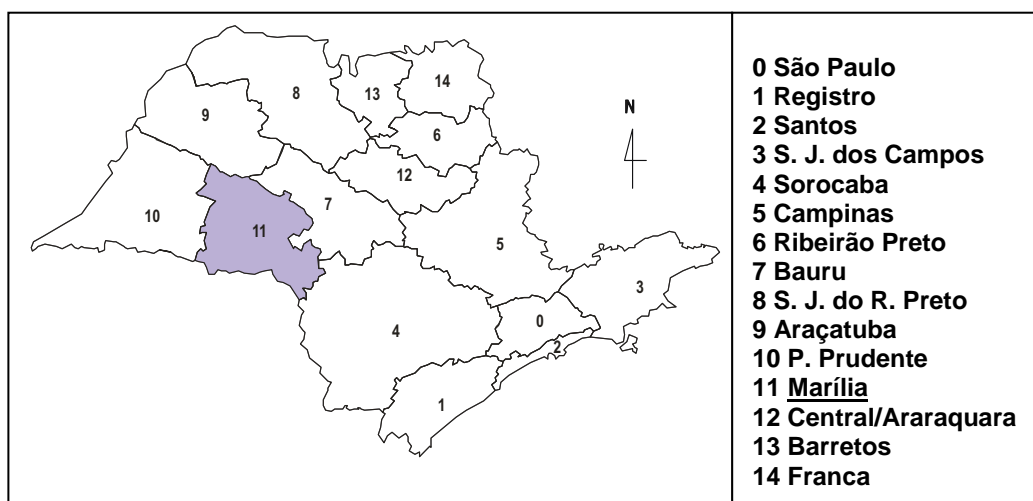 14
13
8
N
9
6
12
10
11
7
5
3
4
0
2
1
0 São Paulo
1 Registro
2 Santos
3 S. J. dos Campos
4 Sorocaba
5 Campinas
6 Ribeirão Preto
7 Bauru
8 S. J. do R. Preto
9 Araçatuba
10 P. Prudente
11 Marília
12 Central/Araraquara
13 Barretos
14 Franca